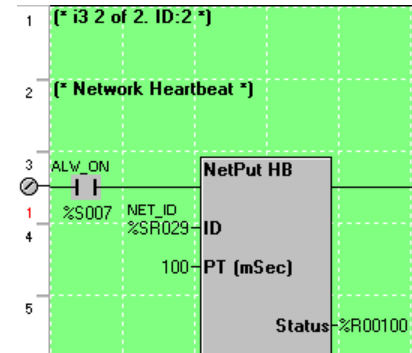 1 (* i3 2 of 2. ID:2 *)
2 (* Network Heartbeat *)
3 ALW_ON NetPut HB
1 %S007 NET_ID
4 %SR029 ID
100 PT (mSec)
5
Status %R00100